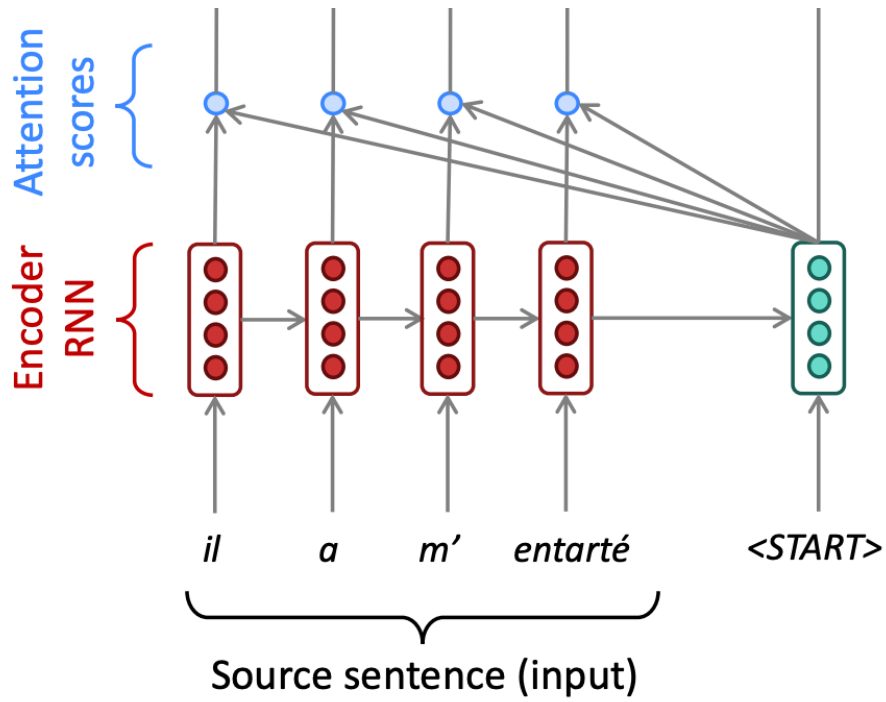 Attention
scores
Encoder
RNN
il a m’ entarté <START>
Source sentence (input)